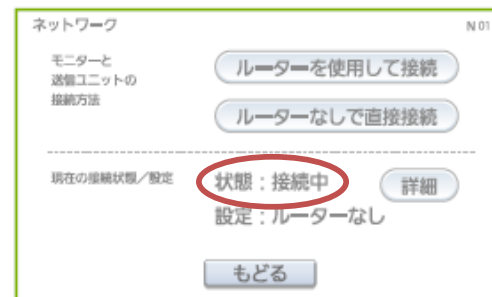 ネットワーク
N01
モニターと
送信ユニットの
接続方法
ルーターを使用して接続
ルーターなしで直接接続
現在の接続状態／設定
状態：接続中
詳細
設定：ルーターなし
もどる